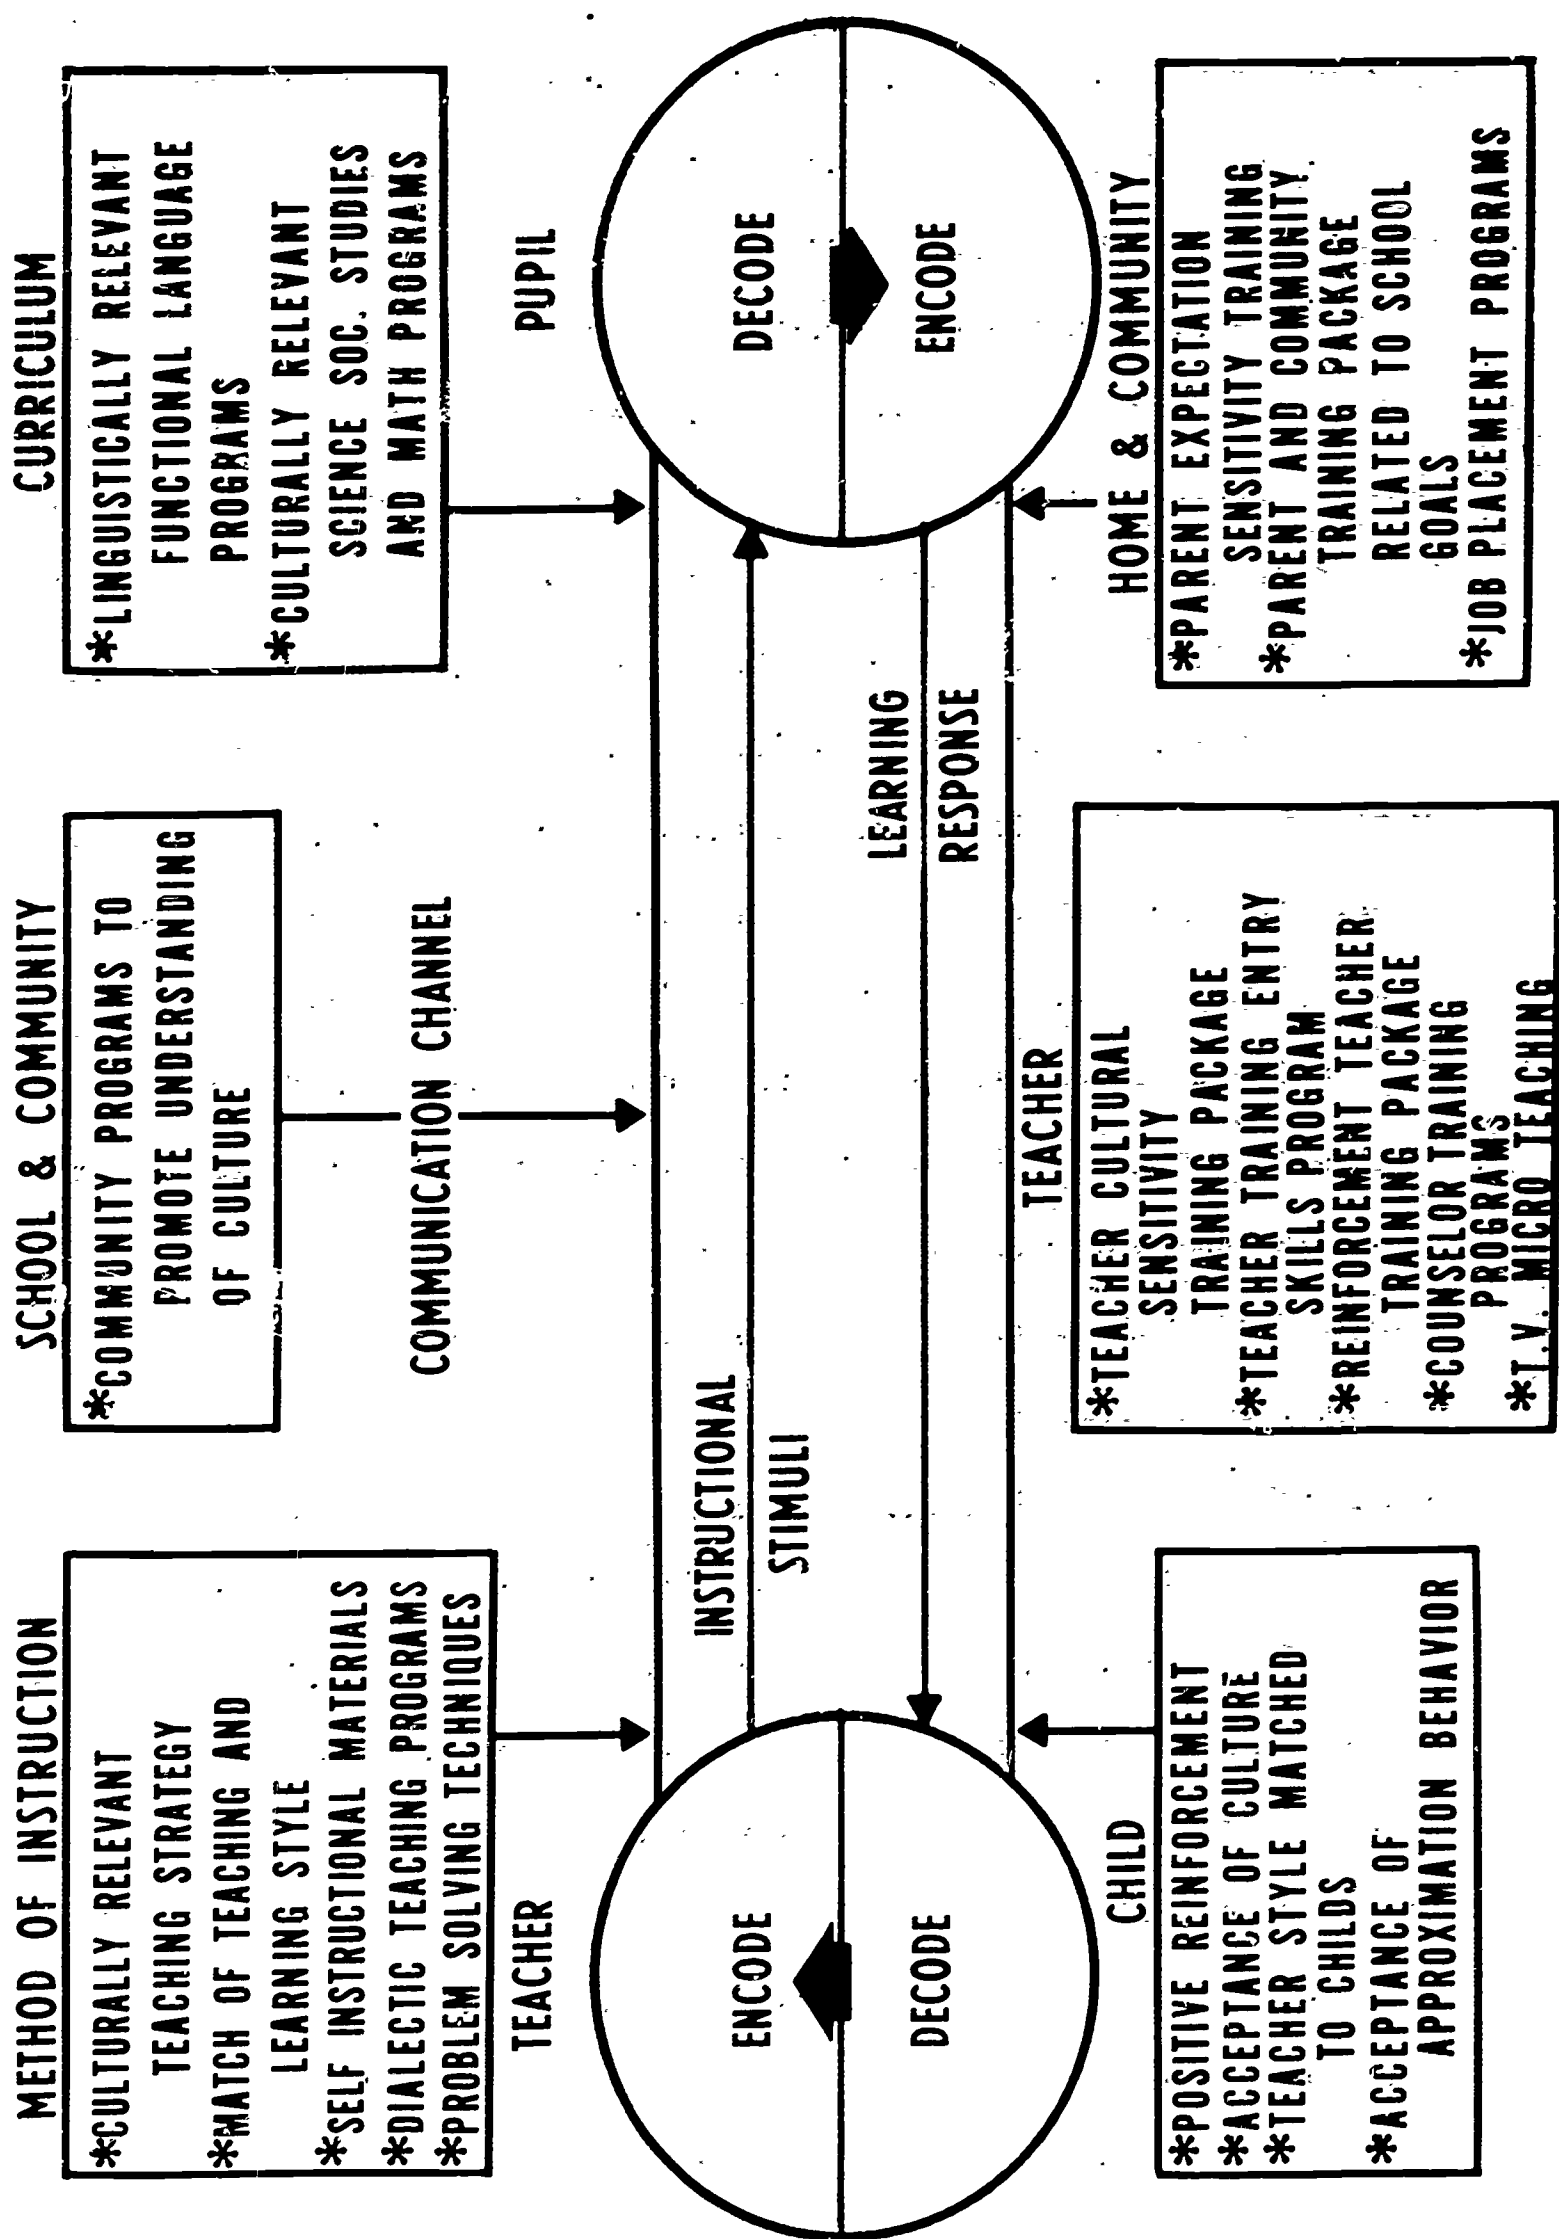 METHOD OF INSTRUCTION
*CULTURALLY RELEVANT
TEACHING STRATEGY
*MATCH OF TEACHING AND
LEARNING STYLE
*SELF INSTRUCTIONAL MATERIALS
*DIALECTIC TEACHING PROGRAMS
*PROBLEM SOLVING TECHNIQUES
SCHOOL & COMMUNITY
*COMMUNITY PROGRAMS TO
PROMOTE UNDERSTANDING
OF CULTURE
COMMUNICATION CHANNEL
CURRICULUM
*LINGUISTICALLY RELEVANT
FUNCTIONAL LANGUAGE
PROGRAMS
*CULTURALLY RELEVANT
SCIENCE SOC. STUDIES
AND MATH PROGRAMS
TEACHER
ENCODE
DECODE
INSTRUCTIONAL
STIMULI
LEARNING
RESPONSE
PUPIL
DECODE
ENCODE
CHILD
*POSITIVE REINFORCEMENT
*ACCEPTANCE OF CULTURE
*TEACHER STYLE MATCHED
TO CHILDS
*ACCEPTANCE OF
APPROXIMATION BEHAVIOR
TEACHER
*TEACHER CULTURAL
SENSITIVITY
TRAINING PACKAGE
*TEACHER TRAINING ENTRY
SKILLS PROGRAM
*REINFORCEMENT TEACHER
TRAINING PACKAGE
*COUNSELOR TRAINING
PROGRAMS
*T.V. MICRO TEACHING
HOME & COMMUNITY
*PARENT EXPECTATION
SENSITIVITY TRAINING
*PARENT AND COMMUNITY
TRAINING PACKAGE
RELATED TO SCHOOL
GOALS
*JOB PLACEMENT PROGRAMS